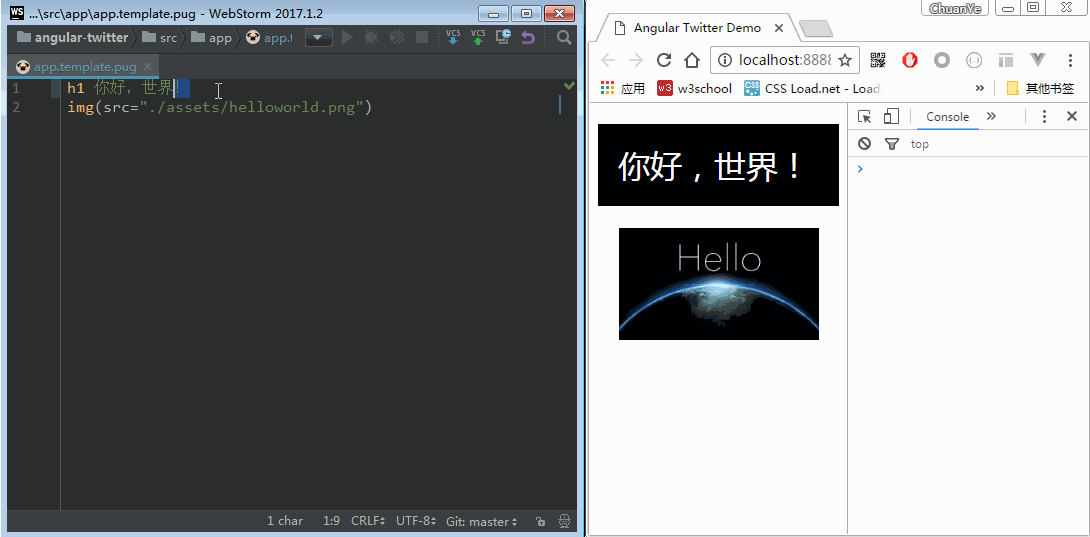 WS ...\src\app\app.template.pug - WebStorm 2017.1.2
angular-twitter src app app.t VCS VCS
app.template.pug
1 h1 你好，世界！
2 img(src="./assets/helloworld.png")
1 char 1:9 CRLF UTF-8 Git: master
ChuanYe
Angular Twitter Demo
localhost:8888
应用 w3 w3school CSS CSS Load.net - Load » 其他书签
Console »
top
你好，世界！
Hello